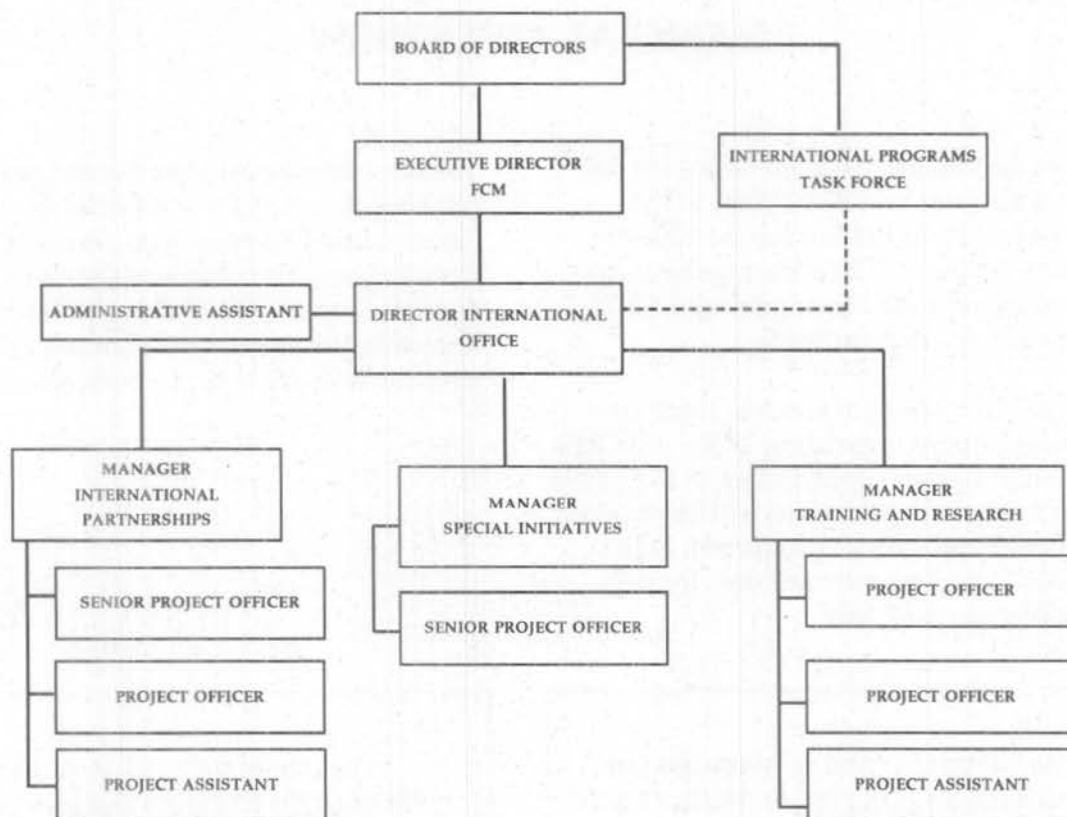 BOARD OF DIRECTORS
EXECUTIVE DIRECTOR
FCM
INTERNATIONAL PROGRAMS
TASK FORCE
ADMINISTRATIVE ASSISTANT
DIRECTOR INTERNATIONAL
OFFICE
MANAGER
INTERNATIONAL
PARTNERSHIPS
SENIOR PROJECT OFFICER
PROJECT OFFICER
PROJECT ASSISTANT
MANAGER
SPECIAL INITIATIVES
SENIOR PROJECT OFFICER
MANAGER
TRAINING AND RESEARCH
PROJECT OFFICER
PROJECT OFFICER
PROJECT ASSISTANT